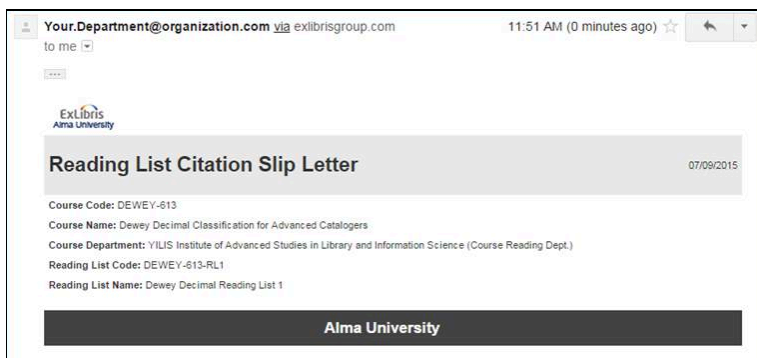 Your.Department@organization.com via exlibrisgroup.com 11:51 AM (0 minutes ago)
to me
ExLibris
Alma University
Reading List Citation Slip Letter 07/09/2015
Course Code: DEWEY-613
Course Name: Dewey Decimal Classification for Advanced Catalogers
Course Department: YILIS Institute of Advanced Studies in Library and Information Science (Course Reading Dept.)
Reading List Code: DEWEY-613-RL1
Reading List Name: Dewey Decimal Reading List 1
Alma University